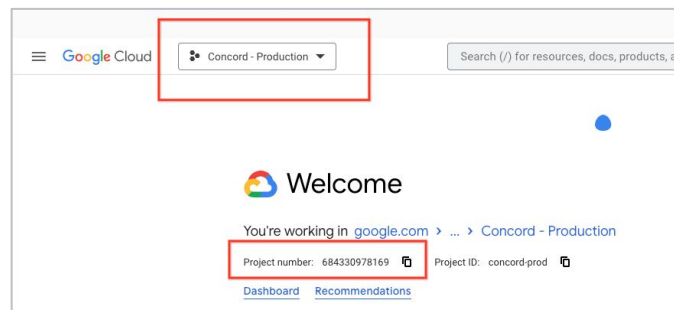 Google Cloud Concord - Production Search (/) for resources, docs, products, a
Welcome
You're working in google.com > ... > Concord - Production
Project number: 684330978169 Project ID: concord-prod
Dashboard Recommendations